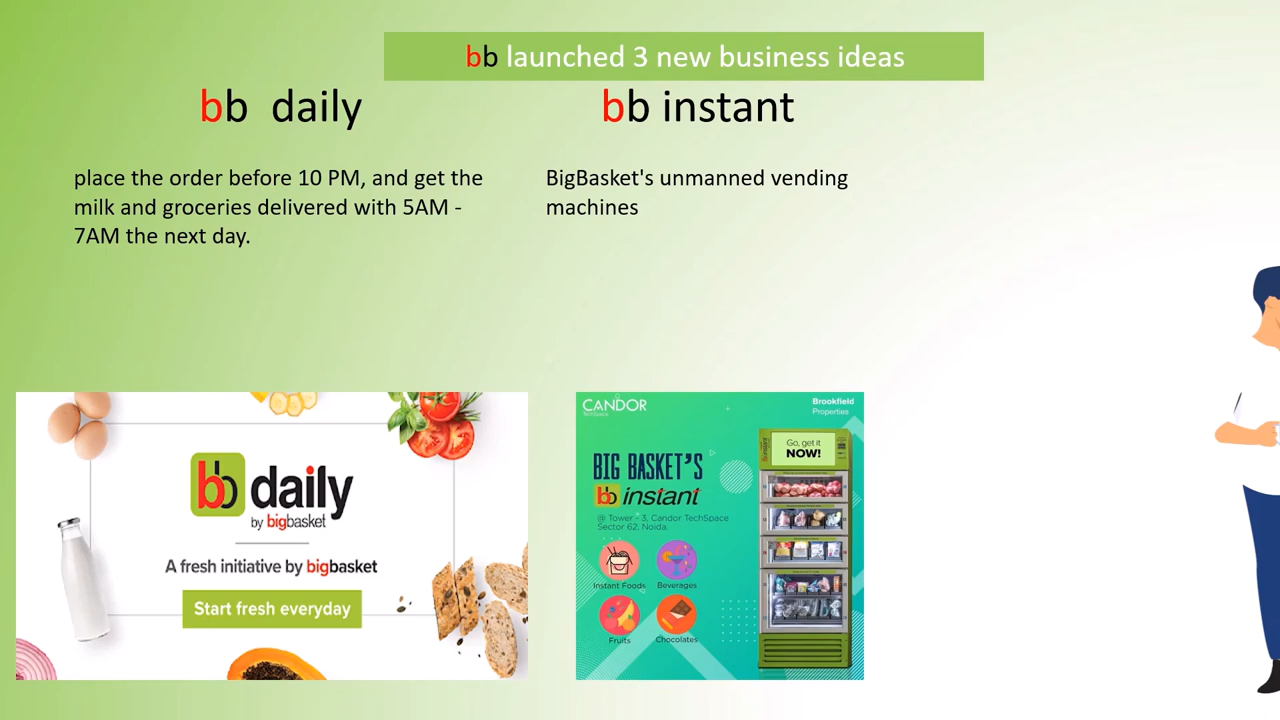 bb launched 3 new business ideas
bb daily
place the order before 10 PM, and get the
milk and groceries delivered with 5AM -
7AM the next day.
bb instant
BigBasket's unmanned vending
machines
bb daily
by bigbasket
A fresh initiative by bigbasket
Start fresh everyday
CANDOR
TechSpace
Brookfield
Properties
BIG BASKET'S
bb instant
@ Tower - 3, Candor TechSpace
Sector 62, Noida.
Instant Foods
Beverages
Fruits
Chocolates
Go, get it
NOW!